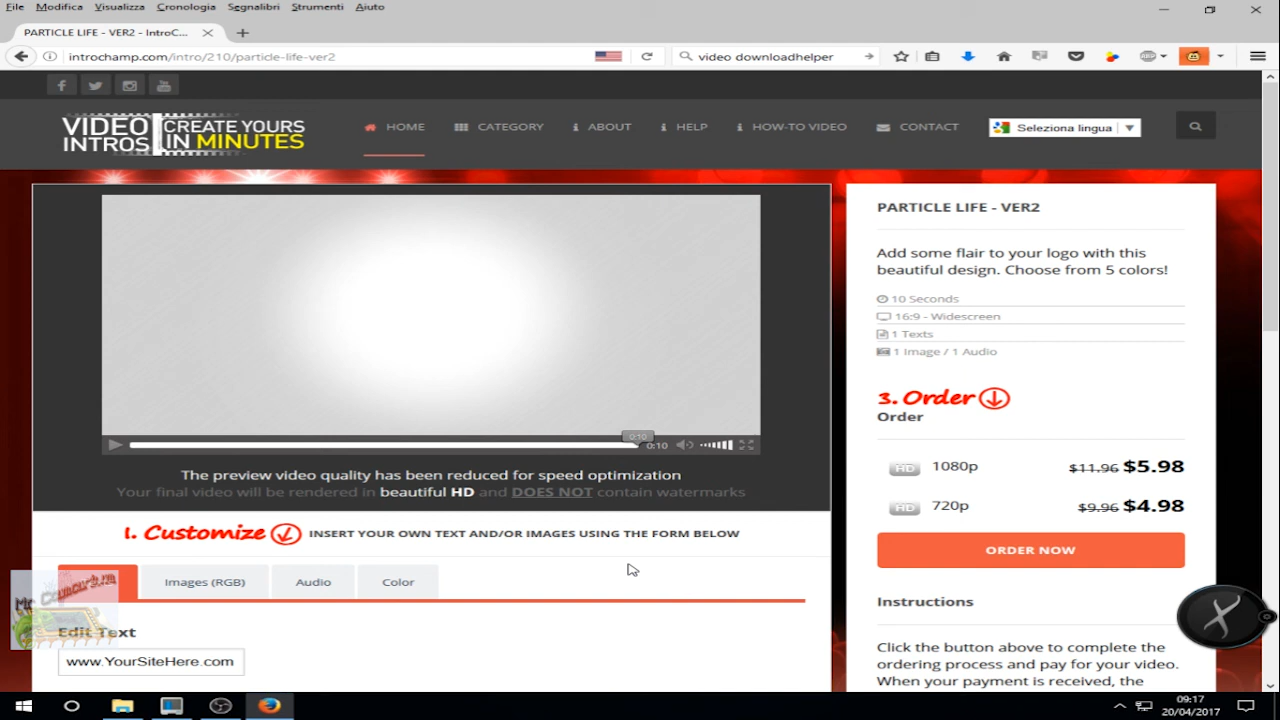 File Modifica Visualizza Cronologia Segnalibri Strumenti Aiuto
PARTICLE LIFE - VER2 - IntroC...
introchamp.com/intro/210/particle-life-ver2
video downloadhelper
VIDEO INTROS CREATE YOURS IN MINUTES
HOME CATEGORY ABOUT HELP HOW-TO VIDEO CONTACT
Seleziona lingua
0:10
0:10
The preview video quality has been reduced for speed optimization
Your final video will be rendered in beautiful HD and DOES NOT contain watermarks
1. Customize INSERT YOUR OWN TEXT AND/OR IMAGES USING THE FORM BELOW
Images (RGB) Audio Color
Edit Text
www.YourSiteHere.com
PARTICLE LIFE - VER2
Add some flair to your logo with this
beautiful design. Choose from 5 colors!
10 Seconds
16:9 - Widescreen
1 Texts
1 Image / 1 Audio
3. Order
Order
HD 1080p $11.96 $5.98
HD 720p $9.96 $4.98
ORDER NOW
Instructions
Click the button above to complete the
ordering process and pay for your video.
When your payment is received, the
09:17
20/04/2017